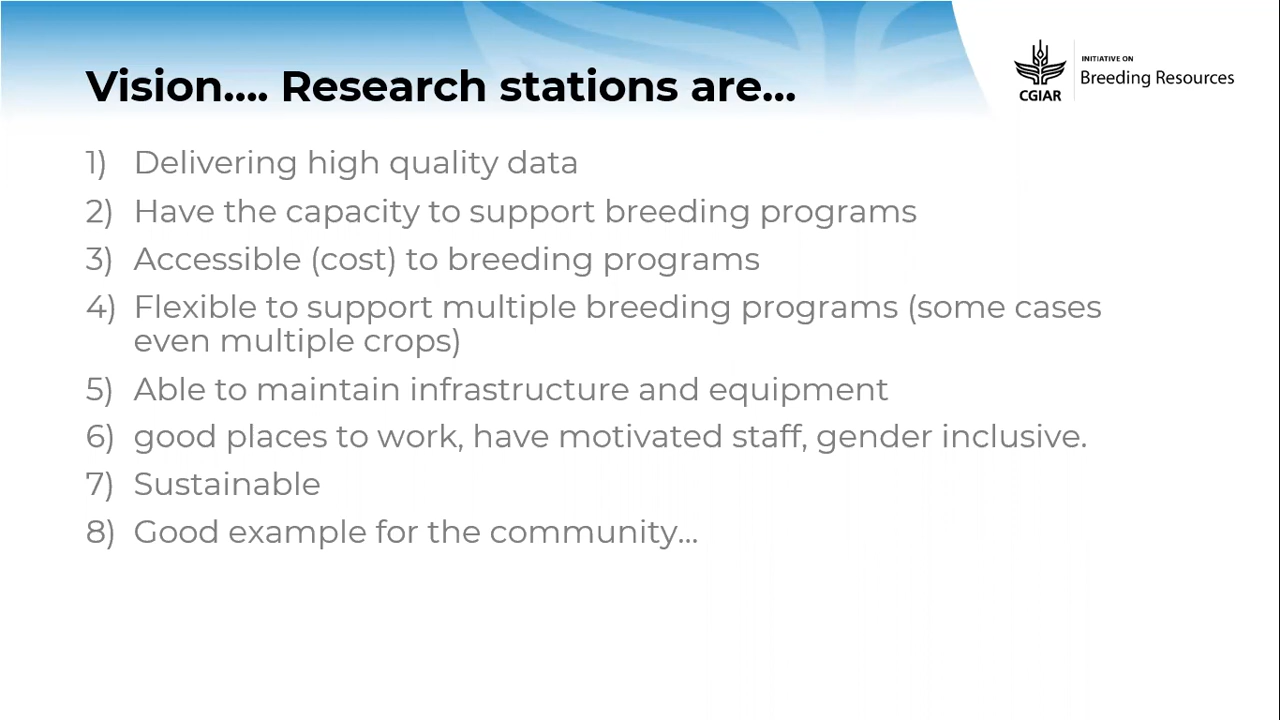 Vision.... Research stations are...
INITIATIVE ON
Breeding Resources
CGIAR
1) Delivering high quality data
2) Have the capacity to support breeding programs
3) Accessible (cost) to breeding programs
4) Flexible to support multiple breeding programs (some cases
even multiple crops)
5) Able to maintain infrastructure and equipment
6) good places to work, have motivated staff, gender inclusive.
7) Sustainable
8) Good example for the community...